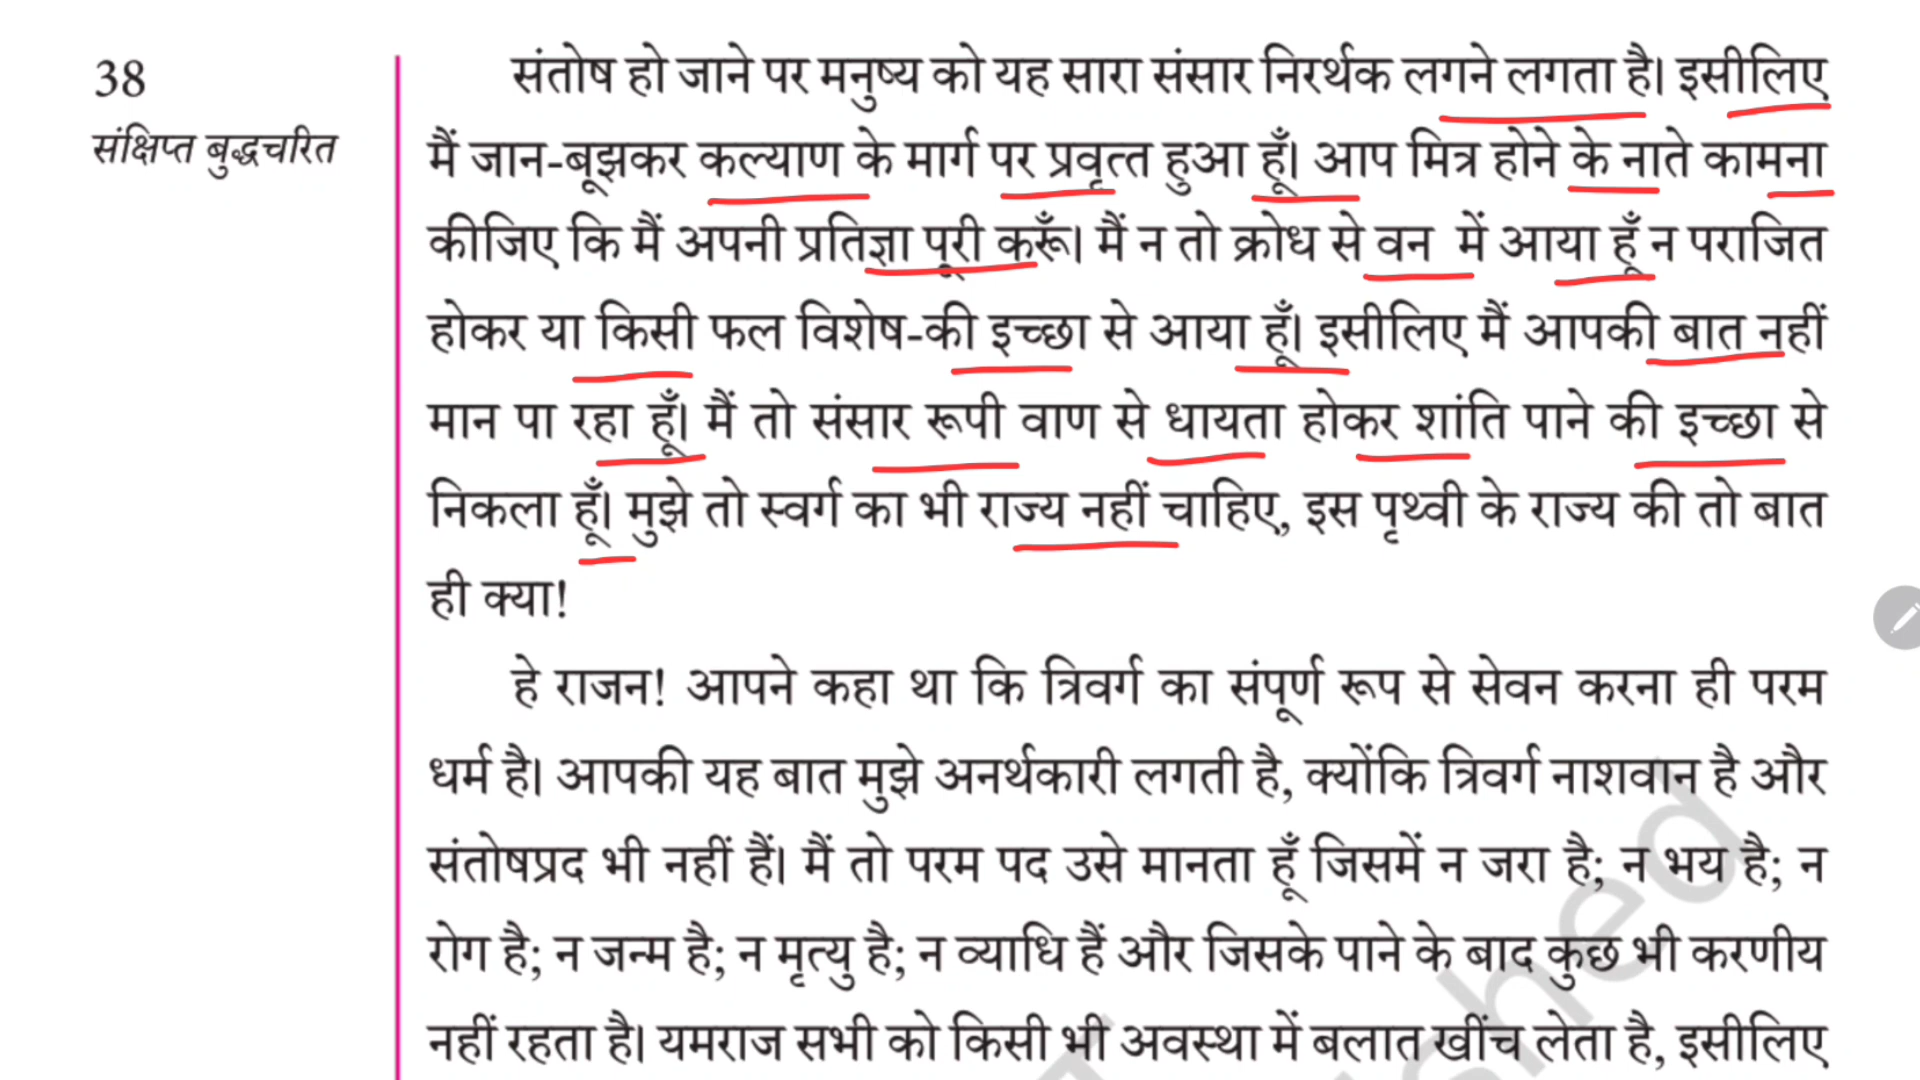 38
संक्षिप्त बुद्धचरित
संतोष हो जाने पर मनुष्य को यह सारा संसार निरर्थक लगने लगता है। इसीलिए
मैं जान-बूझकर कल्याण के मार्ग पर प्रवृत्त हुआ हूँ। आप मित्र होने के नाते कामना
कीजिए कि मैं अपनी प्रतिज्ञा पूरी करूँ। मैं न तो क्रोध से वन में आया हूँ न पराजित
होकर या किसी फल विशेष-की इच्छा से आया हूँ। इसीलिए मैं आपकी बात नहीं
मान पा रहा हूँ। मैं तो संसार रूपी वाण से धायता होकर शांति पाने की इच्छा से
निकला हूँ। मुझे तो स्वर्ग का भी राज्य नहीं चाहिए, इस पृथ्वी के राज्य की तो बात
ही क्या!
हे राजन! आपने कहा था कि त्रिवर्ग का संपूर्ण रूप से सेवन करना ही परम
धर्म है। आपकी यह बात मुझे अनर्थकारी लगती है, क्योंकि त्रिवर्ग नाशवान है और
संतोषप्रद भी नहीं हैं। मैं तो परम पद उसे मानता हूँ जिसमें न जरा है; न भय है; न
रोग है; न जन्म है; न मृत्यु है; न व्याधि हैं और जिसके पाने के बाद कुछ भी करणीय
नहीं रहता है। यमराज सभी को किसी भी अवस्था में बलात खींच लेता है, इसीलिए